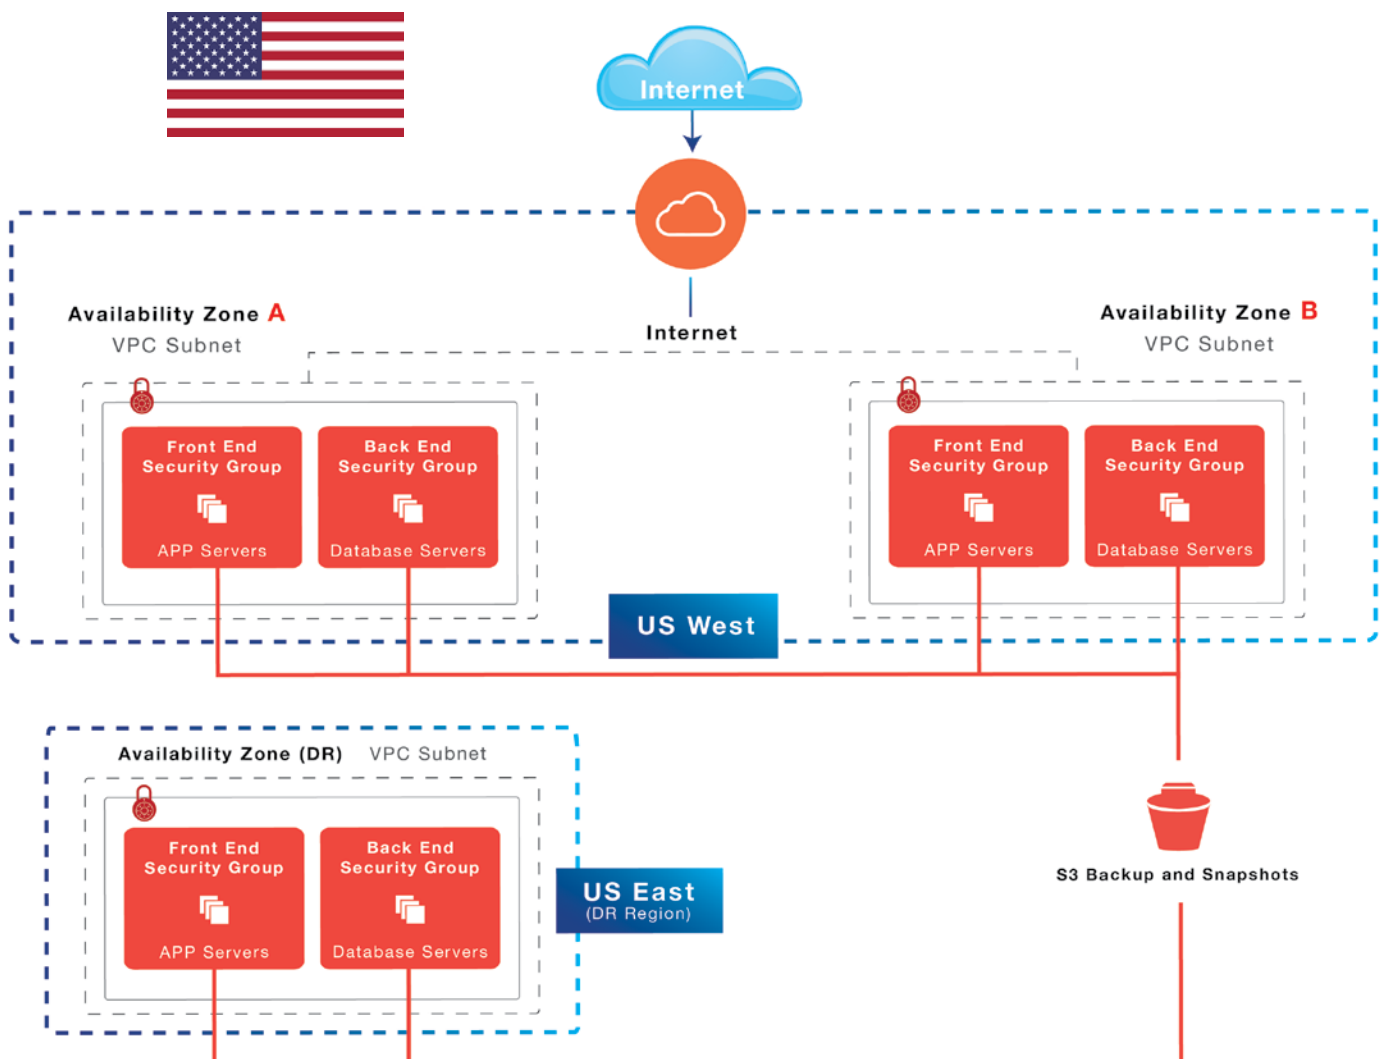 Internet
Availability Zone A
VPC Subnet
Internet
Availability Zone B
VPC Subnet
Front End
Security Group
APP Servers
Back End
Security Group
Database Servers
Front End
Security Group
APP Servers
Back End
Security Group
Database Servers
US West
Availability Zone (DR) VPC Subnet
Front End
Security Group
APP Servers
Back End
Security Group
Database Servers
US East
(DR Region)
S3 Backup and Snapshots